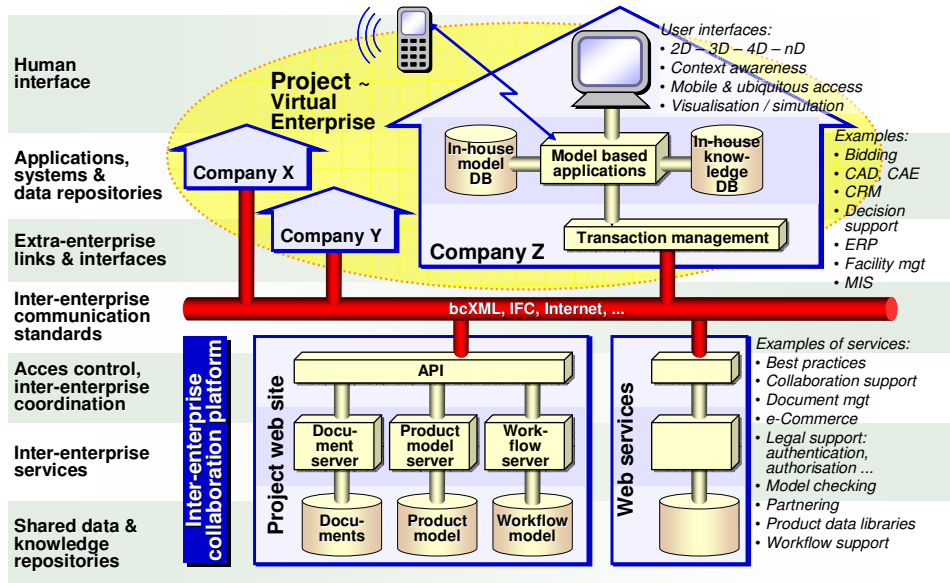 Human
interface
Applications,
systems &
data repositories
Extra-enterprise
links & interfaces
Inter-enterprise
communication
standards
Acces control,
inter-enterprise
coordination
Inter-enterprise
services
Shared data &
knowledge
repositories
Project ~
Virtual
Enterprise
Company X
Company Y
Company Z
User interfaces:
• 2D – 3D – 4D – nD
• Context awareness
• Mobile & ubiquitous access
• Visualisation / simulation
In-house
model
DB
Model based
applications
In-house
know-
ledge
DB
Transaction management
Examples:
• Bidding
• CAD, CAE
• CRM
• Decision
support
• ERP
• Facility mgt
• MIS
bcXML, IFC, Internet, ...
Inter-enterprise
collaboration platform
Project web site
API
Docu-
ment
server
Product
model
server
Work-
flow
server
Docu-
ments
Product
model
Workflow
model
Web services
Examples of services:
• Best practices
• Collaboration support
• Document mgt
• e-Commerce
• Legal support:
authentication,
authorisation ...
• Model checking
• Partnering
• Product data libraries
• Workflow support